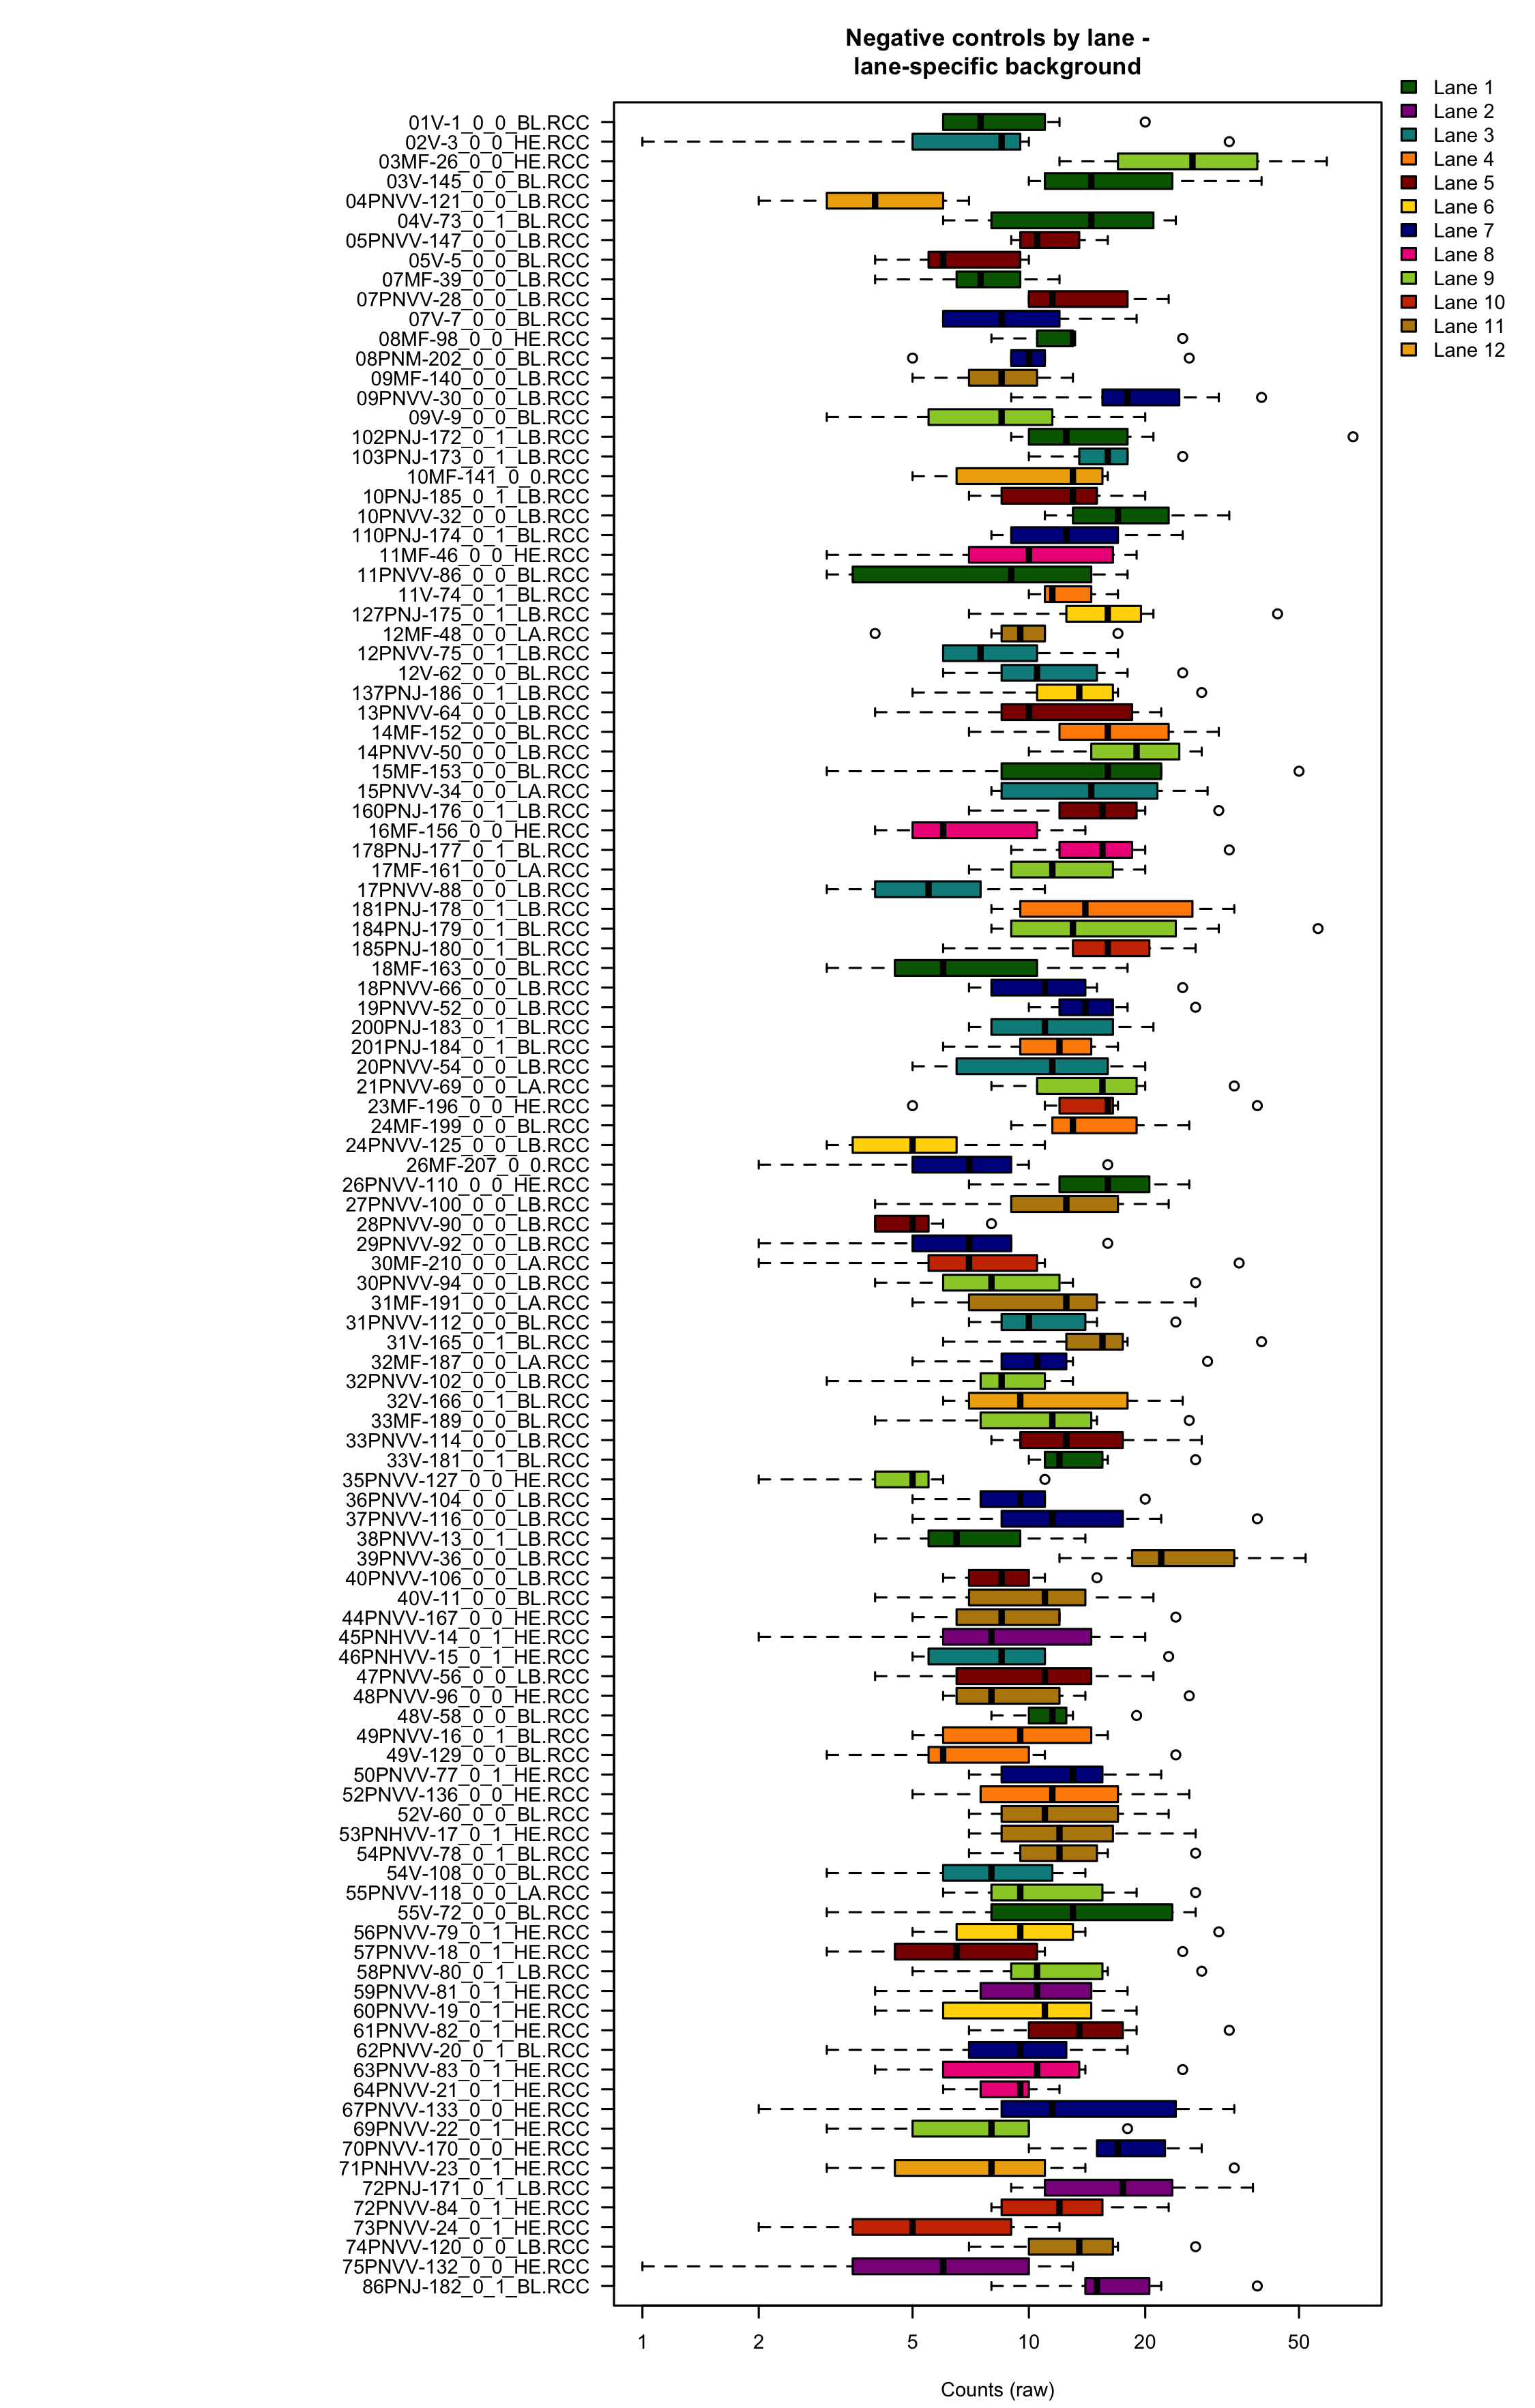 Negative controls by lane -
lane-specific background
Lane 1
Lane 2
Lane 3
Lane 4
Lane 5
Lane 6
Lane 7
Lane 8
Lane 9
Lane 10
Lane 11
Lane 12
01V-1_0_0_BL.RCC
02V-3_0_0_HE.RCC
03MF-26_0_0_HE.RCC
03V-145_0_0_BL.RCC
04PNVV-121_0_0_LB.RCC
04V-73_0_1_BL.RCC
05PNVV-147_0_0_LB.RCC
05V-5_0_0_BL.RCC
07MF-39_0_0_LB.RCC
07PNVV-28_0_0_LB.RCC
07V-7_0_0_BL.RCC
08MF-98_0_0_HE.RCC
08PNM-202_0_0_BL.RCC
09MF-140_0_0_LB.RCC
09PNVV-30_0_0_LB.RCC
09V-9_0_0_BL.RCC
102PNJ-172_0_1_LB.RCC
103PNJ-173_0_1_LB.RCC
10MF-141_0_0.RCC
10PNJ-185_0_1_LB.RCC
10PNVV-32_0_0_LB.RCC
110PNJ-174_0_1_BL.RCC
11MF-46_0_0_HE.RCC
11PNVV-86_0_0_BL.RCC
11V-74_0_1_BL.RCC
127PNJ-175_0_1_LB.RCC
12MF-48_0_0_LA.RCC
12PNVV-75_0_1_LB.RCC
12V-62_0_0_BL.RCC
137PNJ-186_0_1_LB.RCC
13PNVV-64_0_0_LB.RCC
14MF-152_0_0_BL.RCC
14PNVV-50_0_0_LB.RCC
15MF-153_0_0_BL.RCC
15PNVV-34_0_0_LA.RCC
160PNJ-176_0_1_LB.RCC
16MF-156_0_0_HE.RCC
178PNJ-177_0_1_BL.RCC
17MF-161_0_0_LA.RCC
17PNVV-88_0_0_LB.RCC
181PNJ-178_0_1_LB.RCC
184PNJ-179_0_1_BL.RCC
185PNJ-180_0_1_BL.RCC
18MF-163_0_0_BL.RCC
18PNVV-66_0_0_LB.RCC
19PNVV-52_0_0_LB.RCC
200PNJ-183_0_1_BL.RCC
201PNJ-184_0_1_BL.RCC
20PNVV-54_0_0_LB.RCC
21PNVV-69_0_0_LA.RCC
23MF-196_0_0_HE.RCC
24MF-199_0_0_BL.RCC
24PNVV-125_0_0_LB.RCC
26MF-207_0_0.RCC
26PNVV-110_0_0_HE.RCC
27PNVV-100_0_0_LB.RCC
28PNVV-90_0_0_LB.RCC
29PNVV-92_0_0_LB.RCC
30MF-210_0_0_LA.RCC
30PNVV-94_0_0_LB.RCC
31MF-191_0_0_LA.RCC
31PNVV-112_0_0_BL.RCC
31V-165_0_1_BL.RCC
32MF-187_0_0_LA.RCC
32PNVV-102_0_0_LB.RCC
32V-166_0_1_BL.RCC
33MF-189_0_0_BL.RCC
33PNVV-114_0_0_LB.RCC
33V-181_0_1_BL.RCC
35PNVV-127_0_0_HE.RCC
36PNVV-104_0_0_LB.RCC
37PNVV-116_0_0_LB.RCC
38PNVV-13_0_1_LB.RCC
39PNVV-36_0_0_LB.RCC
40PNVV-106_0_0_LB.RCC
40V-11_0_0_BL.RCC
44PNVV-167_0_0_HE.RCC
45PNHVV-14_0_1_HE.RCC
46PNHVV-15_0_1_HE.RCC
47PNVV-56_0_0_LB.RCC
48PNVV-96_0_0_HE.RCC
48V-58_0_0_BL.RCC
49PNVV-16_0_1_BL.RCC
49V-129_0_0_BL.RCC
50PNVV-77_0_1_HE.RCC
52PNVV-136_0_0_HE.RCC
52V-60_0_0_BL.RCC
53PNHVV-17_0_1_HE.RCC
54PNVV-78_0_1_BL.RCC
54V-108_0_0_BL.RCC
55PNVV-118_0_0_LA.RCC
55V-72_0_0_BL.RCC
56PNVV-79_0_1_HE.RCC
57PNVV-18_0_1_HE.RCC
58PNVV-80_0_1_LB.RCC
59PNVV-81_0_1_HE.RCC
60PNVV-19_0_1_HE.RCC
61PNVV-82_0_1_HE.RCC
62PNVV-20_0_1_BL.RCC
63PNVV-83_0_1_HE.RCC
64PNVV-21_0_1_HE.RCC
67PNVV-133_0_0_HE.RCC
69PNVV-22_0_1_HE.RCC
70PNVV-170_0_0_HE.RCC
71PNHVV-23_0_1_HE.RCC
72PNJ-171_0_1_LB.RCC
72PNVV-84_0_1_HE.RCC
73PNVV-24_0_1_HE.RCC
74PNVV-120_0_0_LB.RCC
75PNVV-132_0_0_HE.RCC
86PNJ-182_0_1_BL.RCC
1 2 5 10 20 50
Counts (raw)